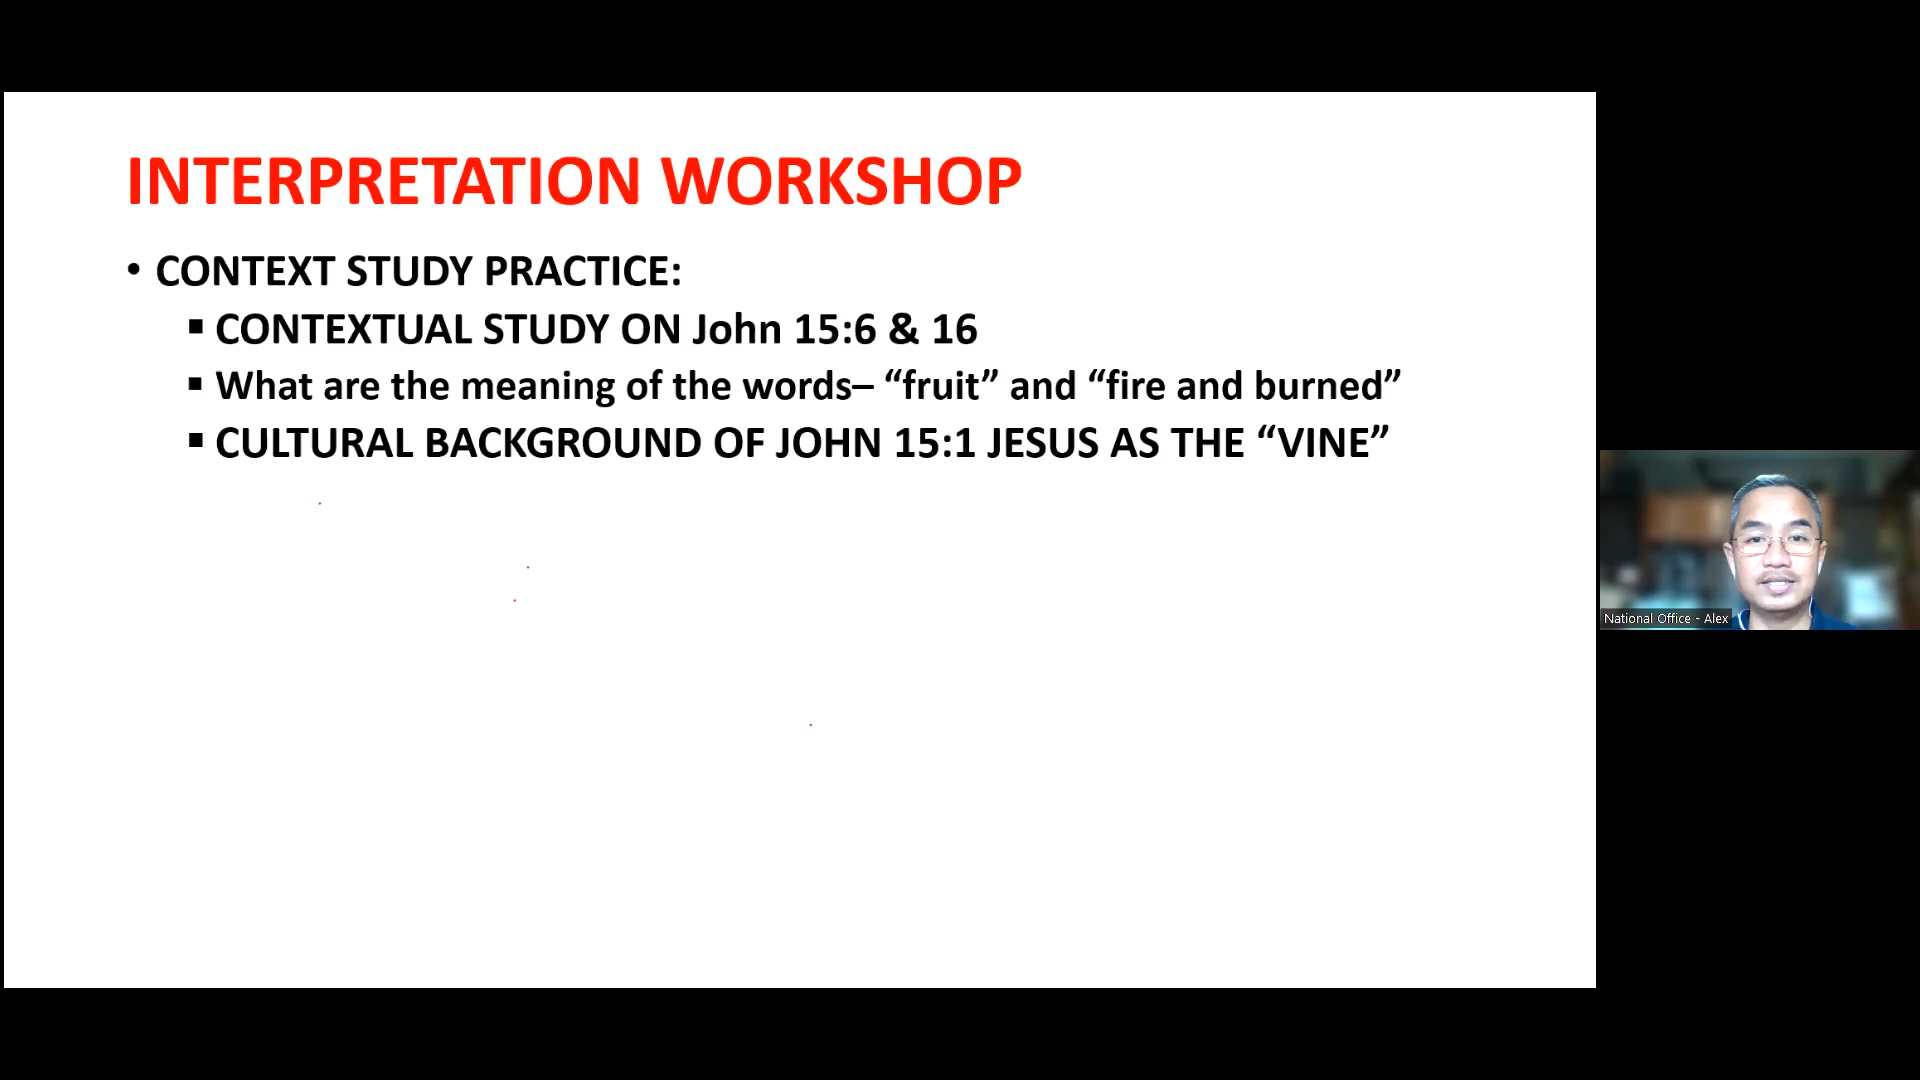 INTERPRETATION WORKSHOP
• CONTEXT STUDY PRACTICE:
▪ CONTEXTUAL STUDY ON John 15:6 & 16
▪ What are the meaning of the words– “fruit” and “fire and burned”
▪ CULTURAL BACKGROUND OF JOHN 15:1 JESUS AS THE “VINE”
National Office - Alex